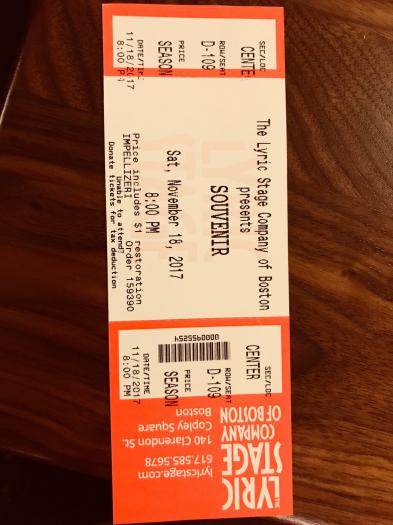 SEC/LOC
CENTER
ROW/SEAT
D-109
PRICE
SEASON
DATE/TIME
11/18/2017
8:00 PM
The Lyric Stage Company of Boston
presents
SOUVENIR
Sat, November 18, 2017
8:00 PM
Price includes $1 restoration
IMPELLIZERI Order 159390
Unable to attend?
Donate tickets for tax deduction
SEC/LOC
CENTER
ROW/SEAT
D-109
0000955254
PRICE
SEASON
DATE/TIME
11/18/2017
8:00 PM
THE
LYRIC
STAGE
COMPANY
OF BOSTON
lyricstage.com
617.585.5678
140 Clarendon St.
Copley Square
Boston